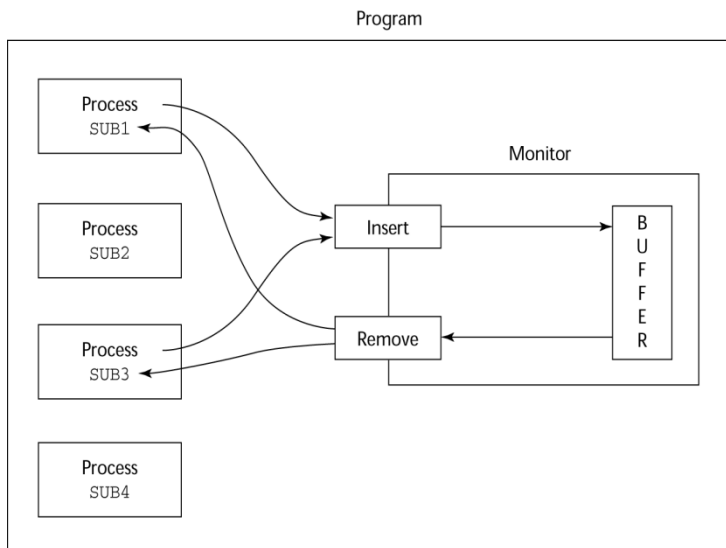 Program
Process
SUB1
Monitor
Process
SUB2
Insert
B
U
F
F
E
R
Process
SUB3
Remove
Process
SUB4